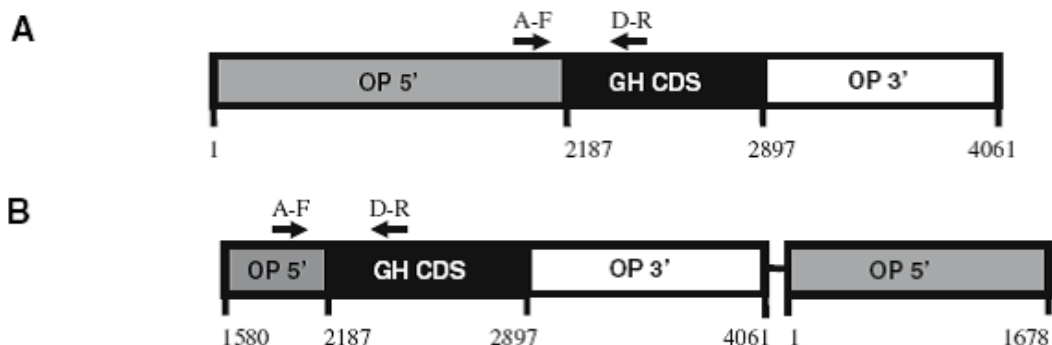 A
A-F D-R
OP 5' GH CDS OP 3'
1 2187 2897 4061
B
A-F D-R
OP 5' GH CDS OP 3' OP 5'
1580 2187 2897 4061 1 1678